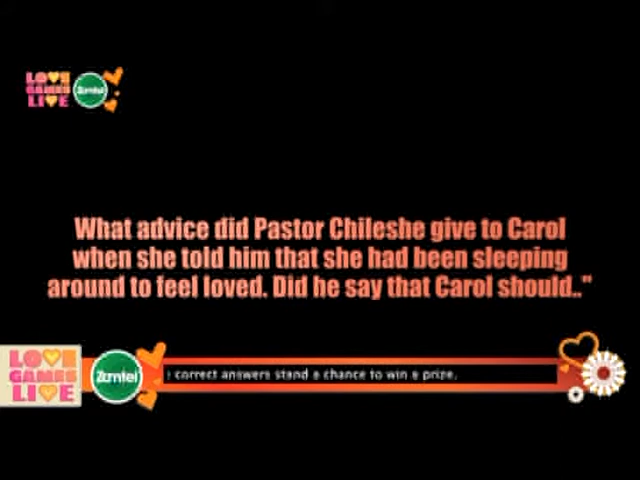 LOVE
GAMES
LIVE
Zamtel
What advice did Pastor Chileshe give to Carol
when she told him that she had been sleeping
around to feel loved. Did he say that Carol should.."
LOVE
GAMES
LIVE
Zamtel
correct answers stand a chance to win a prize.